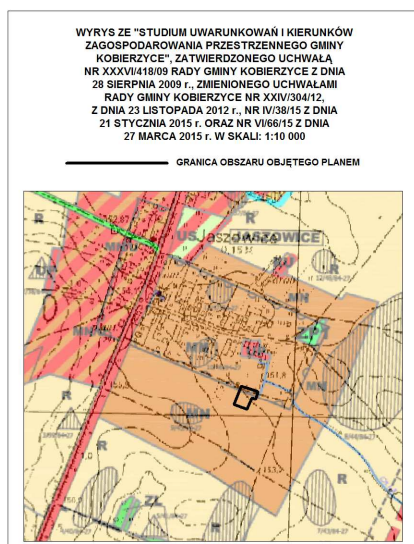 WYRYS ZE "STUDIUM UWARUNKOWAŃ I KIERUNKÓW
ZAGOSPODAROWANIA PRZESTRZENNEGO GMINY
KOBIERZYCE", ZATWIERDZONEGO UCHWAŁĄ
NR XXXVI/418/09 RADY GMINY KOBIERZYCE Z DNIA
28 SIERPNIA 2009 r., ZMIENIONEGO UCHWAŁAMI
RADY GMINY KOBIERZYCE NR XXIV/304/12,
Z DNIA 23 LISTOPADA 2012 r., NR IV/38/15 Z DNIA
21 STYCZNIA 2015 r. ORAZ NR VI/66/15 Z DNIA
27 MARCA 2015 r. W SKALI: 1:10 000
GRANICA OBSZARU OBJĘTEGO PLANEM
R
R
US
R
MN
MN
MN
MN
R
R
ZL
R
R